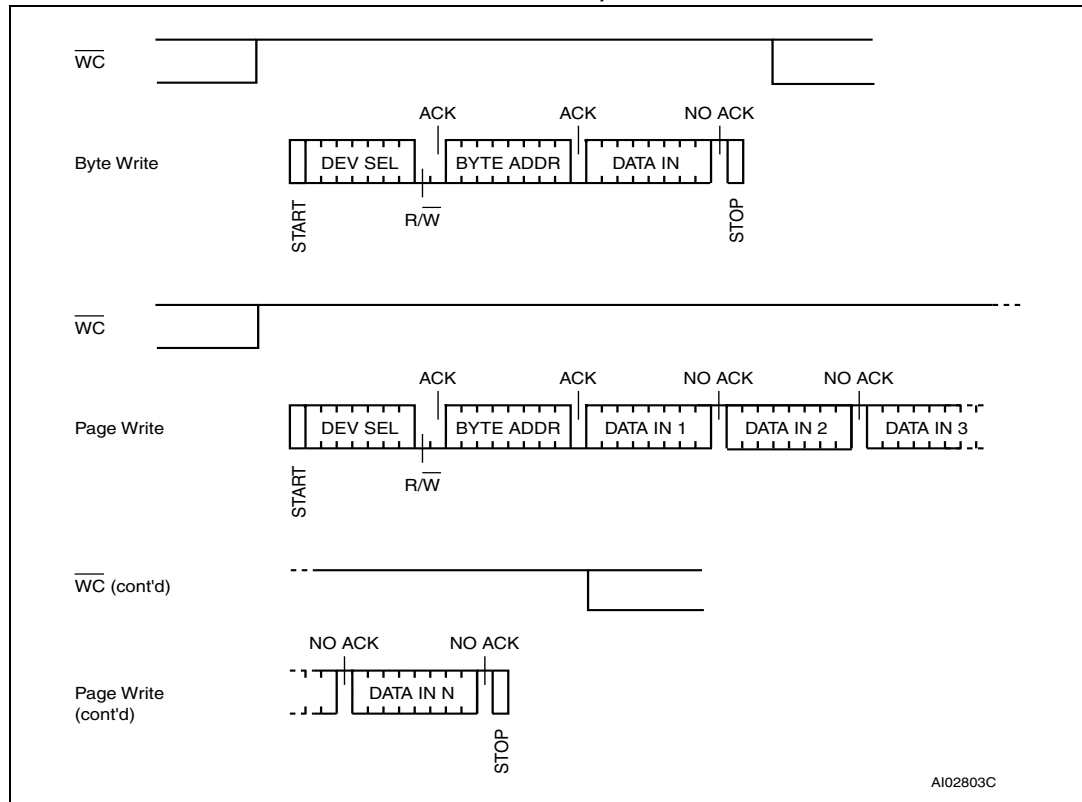 WC
ACK ACK NO ACK
Byte Write DEV SEL BYTE ADDR DATA IN
START R/W STOP
WC
ACK ACK NO ACK NO ACK
Page Write DEV SEL BYTE ADDR DATA IN 1 DATA IN 2 DATA IN 3
START R/W
WC (cont'd)
NO ACK NO ACK
Page Write DATA IN N
(cont'd)
STOP
AI02803C